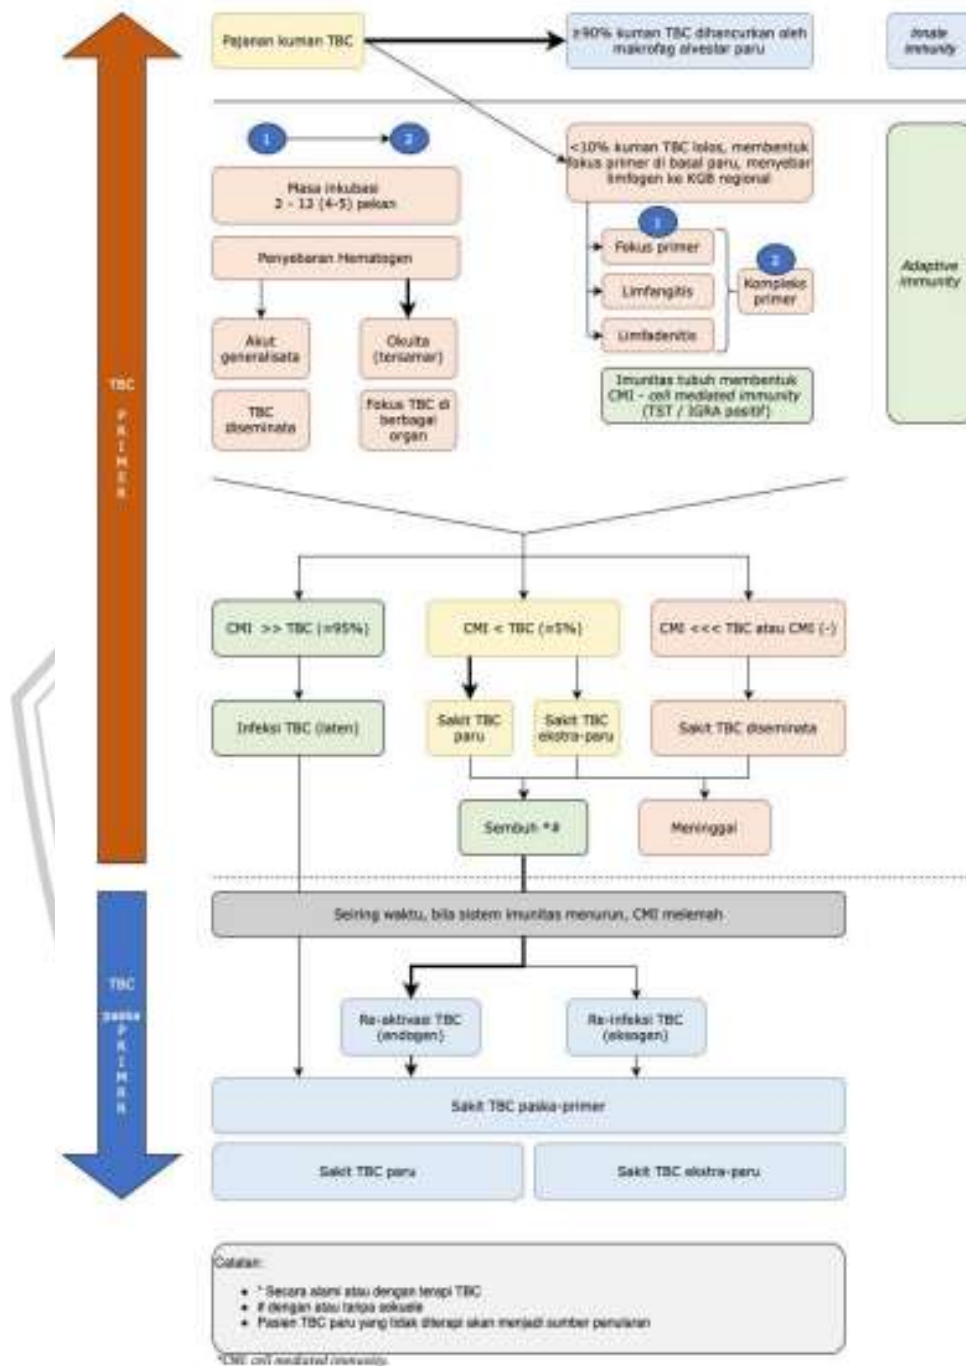 Pajanan kuman TBC
≥90% kuman TBC dihancurkan oleh
makrofag alveolar paru
Innate
immunity
1
2
Masa inkubasi
2 - 12 (4-5) pekan
Penyebaran Hematogen
Akut
generalisata
Okulta
(tersamar)
TBC
diseminata
Fokus TBC di
berbagai
organ
<10% kuman TBC lolos, membentuk
fokus primer di basal paru, menyebar
limfogen ke KGB regional
1
Fokus primer
Limfangitis
Limfadenitis
2
Kompleks
primer
Imunitas tubuh membentuk
CMI - cell mediated immunity
(TST / IGRA positif)
Adaptive
immunity
TBC
P
R
I
M
E
R
CMI >> TBC (±95%)
CMI < TBC (±5%)
CMI <<< TBC atau CMI (-)
Infeksi TBC (laten)
Sakit TBC
paru
Sakit TBC
ekstra-paru
Sakit TBC diseminata
Sembuh *#
Meninggal
Seiring waktu, bila sistem imunitas menurun, CMI melemah
TBC
paska
P
R
I
M
E
R
Re-aktivasi TBC
(endogen)
Re-infeksi TBC
(eksogen)
Sakit TBC paska-primer
Sakit TBC paru
Sakit TBC ekstra-paru
Catatan:
• * Secara alami atau dengan terapi TBC
• # dengan atau tanpa sekuele
• Pasien TBC paru yang tidak diterapi akan menjadi sumber penularan
*CMI: cell mediated immunity.